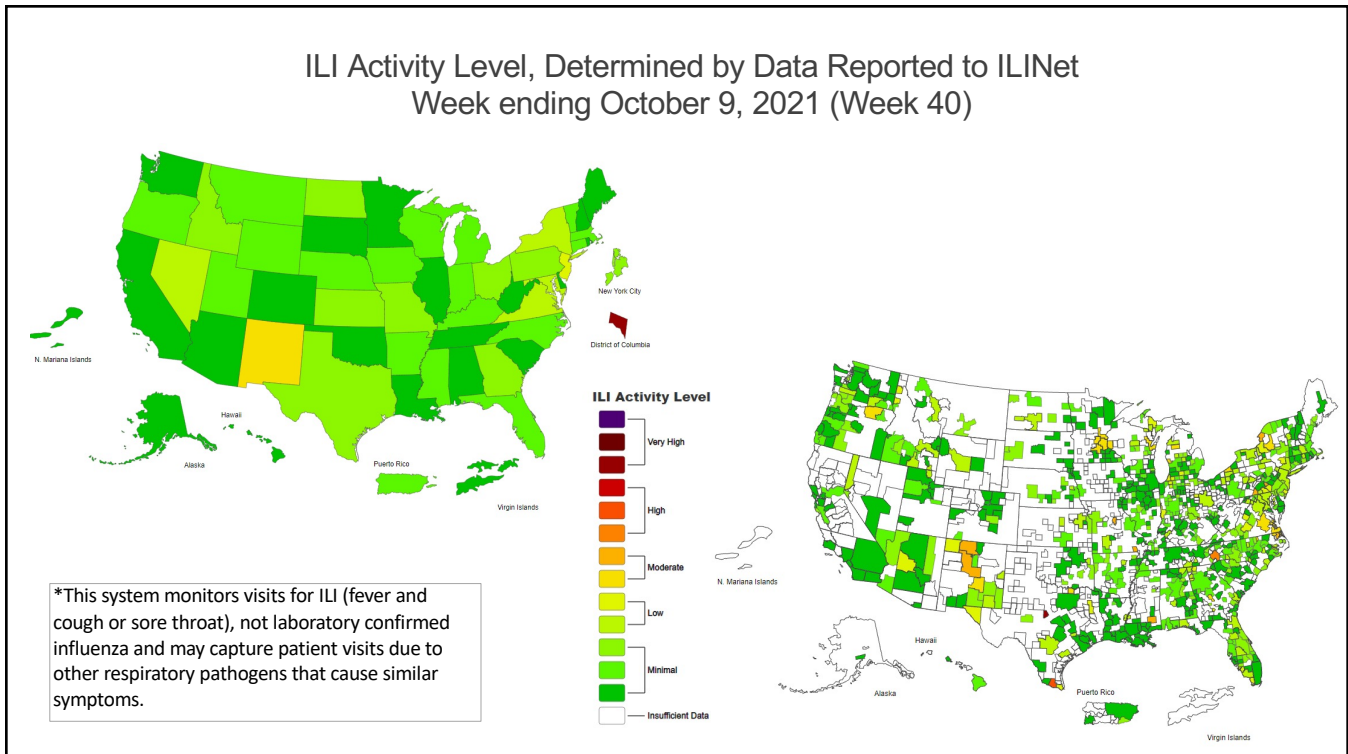 ILI Activity Level, Determined by Data Reported to ILINet
Week ending October 9, 2021 (Week 40)
New York City
District of Columbia
N. Mariana Islands
Hawaii
Alaska
Puerto Rico
Virgin Islands
ILI Activity Level
Very High
High
Moderate
Low
Minimal
Insufficient Data
N. Mariana Islands
Hawaii
Alaska
Puerto Rico
Virgin Islands
*This system monitors visits for ILI (fever and
cough or sore throat), not laboratory confirmed
influenza and may capture patient visits due to
other respiratory pathogens that cause similar
symptoms.